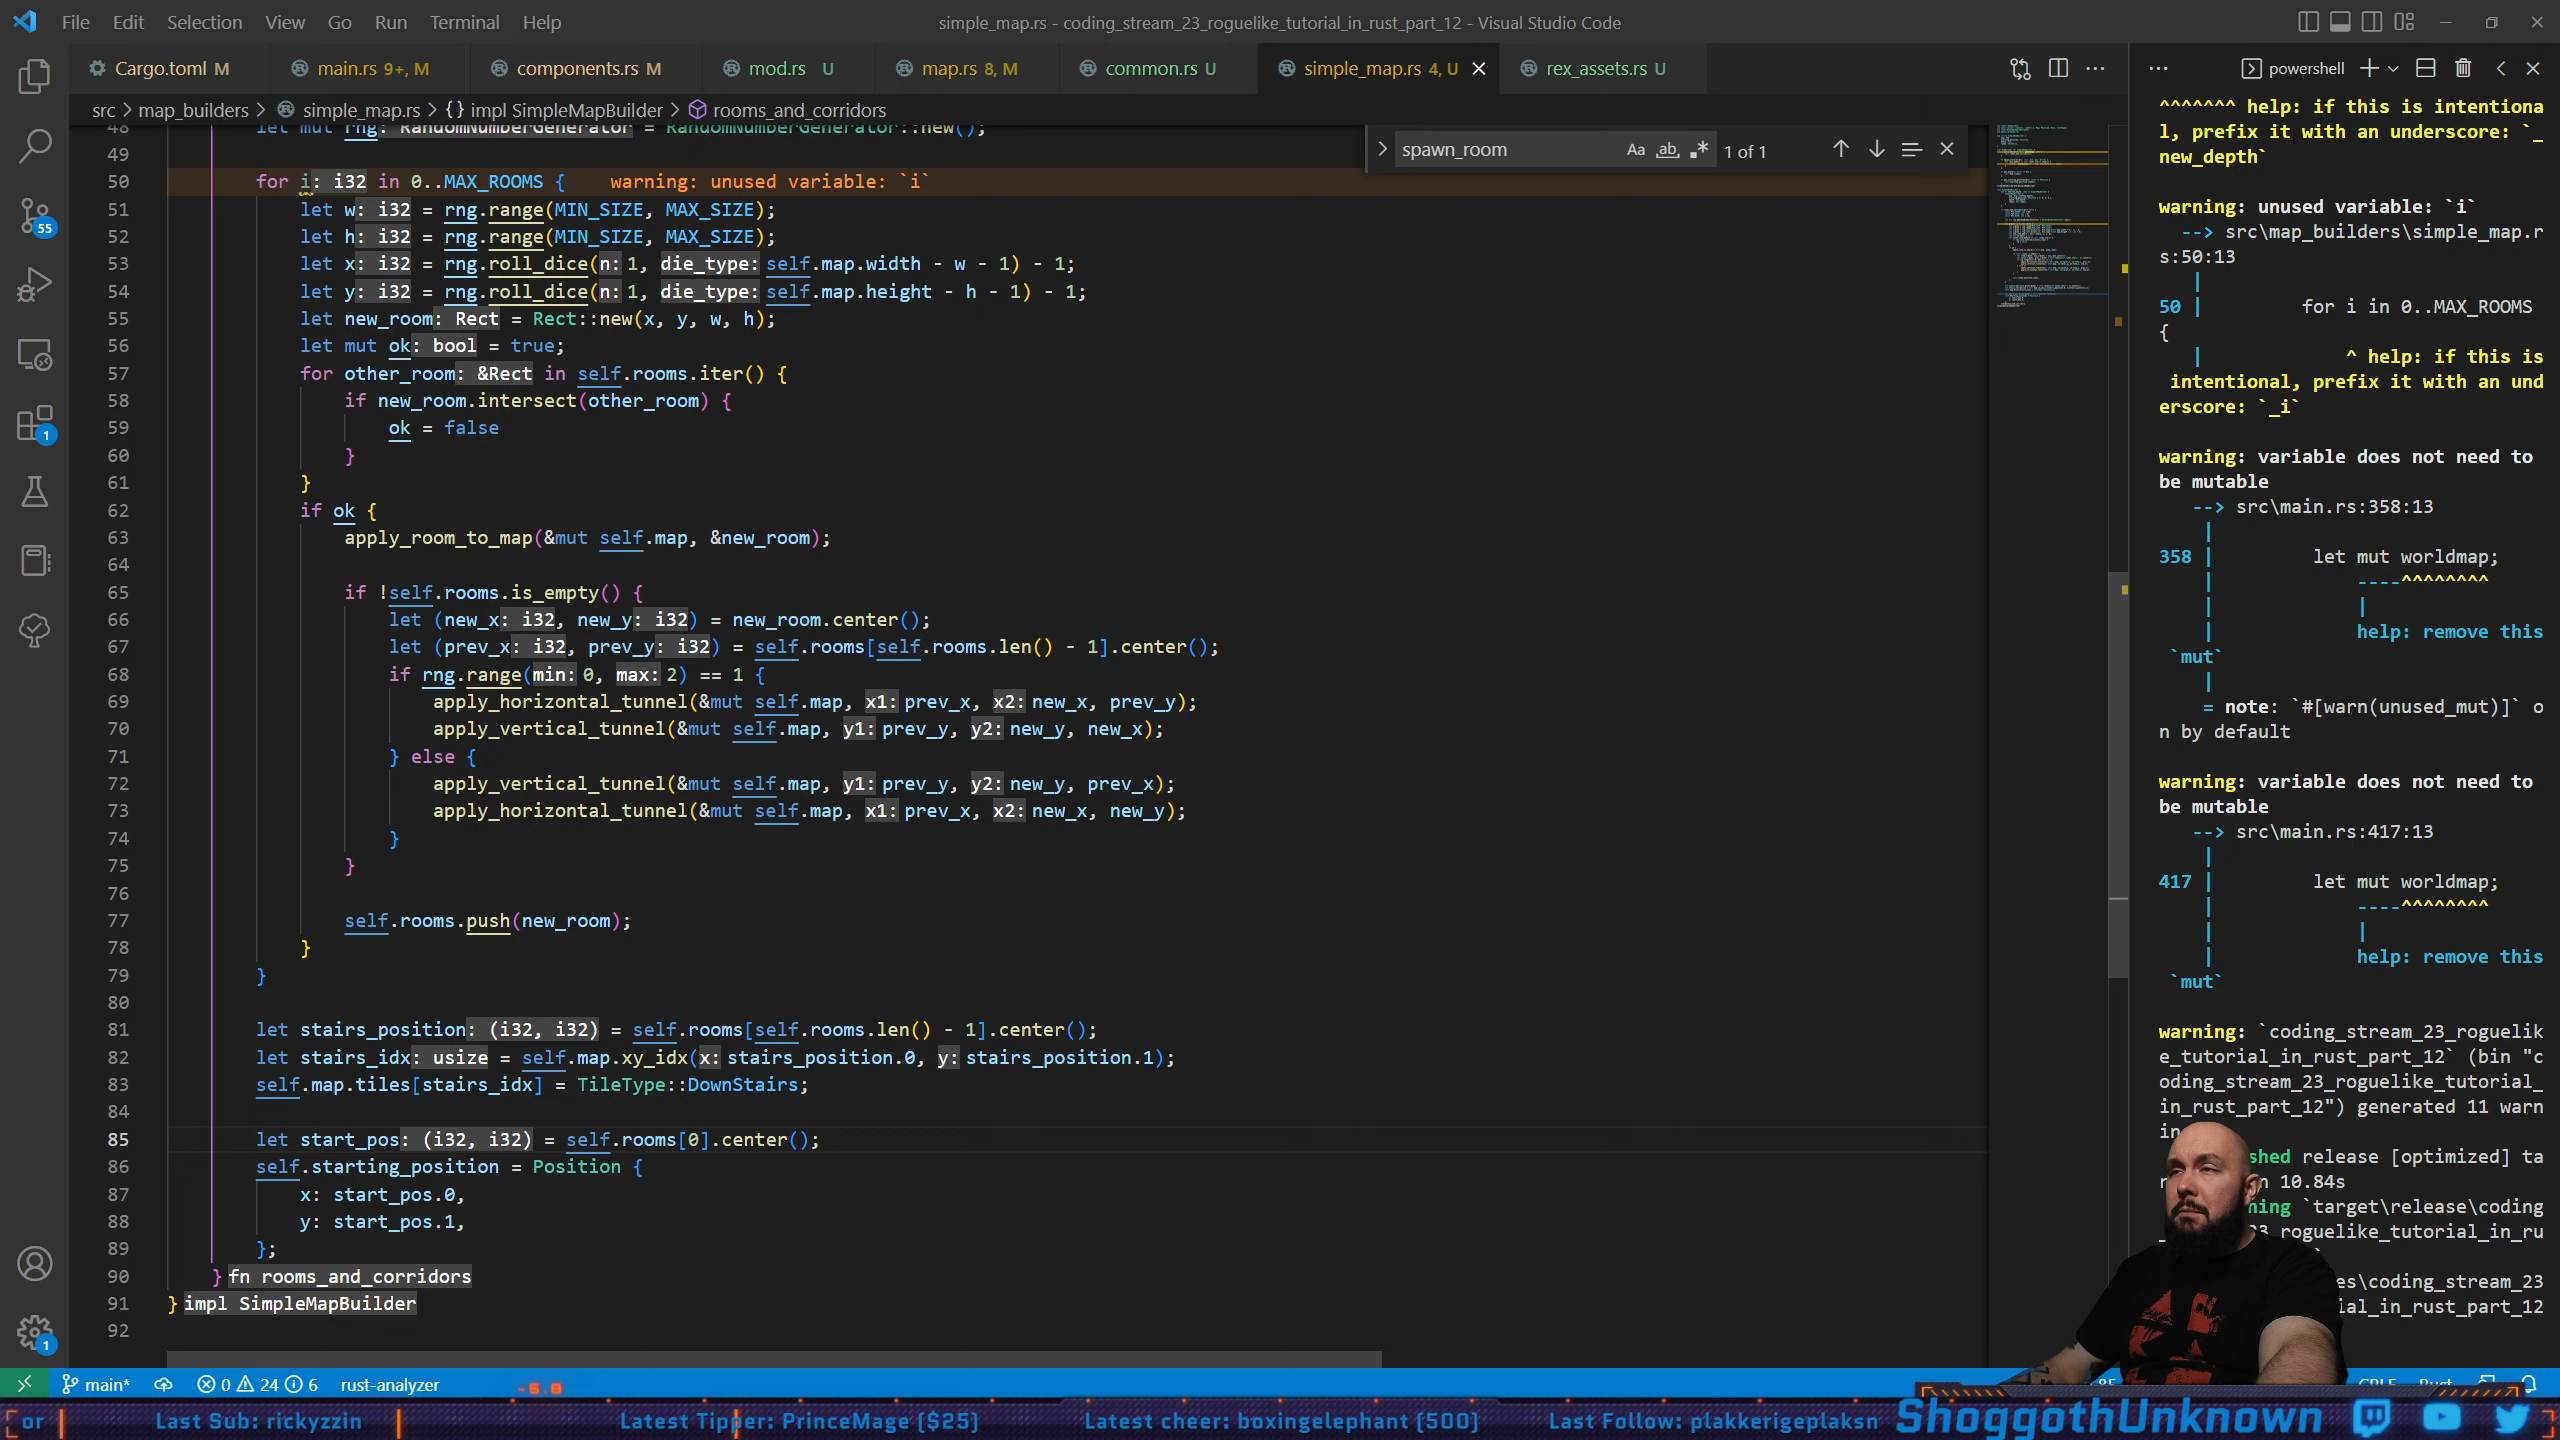 File Edit Selection View Go Run Terminal Help
simple_map.rs - coding_stream_23_roguelike_tutorial_in_rust_part_12 - Visual Studio Code
Cargo.toml M
main.rs 9+, M
components.rs M
mod.rs U
map.rs 8, M
common.rs U
simple_map.rs 4, U
rex_assets.rs U
src > map_builders > simple_map.rs > {} impl SimpleMapBuilder > rooms_and_corridors
spawn_room
Aa ab, .* 1 of 1
48 let mut rng: RandomNumberGenerator = RandomNumberGenerator::new();
49
50 for i: i32 in 0..MAX_ROOMS { warning: unused variable: `i`
51 let w: i32 = rng.range(MIN_SIZE, MAX_SIZE);
52 let h: i32 = rng.range(MIN_SIZE, MAX_SIZE);
53 let x: i32 = rng.roll_dice(n: 1, die_type: self.map.width - w - 1) - 1;
54 let y: i32 = rng.roll_dice(n: 1, die_type: self.map.height - h - 1) - 1;
55 let new_room: Rect = Rect::new(x, y, w, h);
56 let mut ok: bool = true;
57 for other_room: &Rect in self.rooms.iter() {
58 if new_room.intersect(other_room) {
59 ok = false
60 }
61 }
62 if ok {
63 apply_room_to_map(&mut self.map, &new_room);
64
65 if !self.rooms.is_empty() {
66 let (new_x: i32, new_y: i32) = new_room.center();
67 let (prev_x: i32, prev_y: i32) = self.rooms[self.rooms.len() - 1].center();
68 if rng.range(min: 0, max: 2) == 1 {
69 apply_horizontal_tunnel(&mut self.map, x1: prev_x, x2: new_x, prev_y);
70 apply_vertical_tunnel(&mut self.map, y1: prev_y, y2: new_y, new_x);
71 } else {
72 apply_vertical_tunnel(&mut self.map, y1: prev_y, y2: new_y, prev_x);
73 apply_horizontal_tunnel(&mut self.map, x1: prev_x, x2: new_x, new_y);
74 }
75 }
76
77 self.rooms.push(new_room);
78 }
79 }
80
81 let stairs_position: (i32, i32) = self.rooms[self.rooms.len() - 1].center();
82 let stairs_idx: usize = self.map.xy_idx(x: stairs_position.0, y: stairs_position.1);
83 self.map.tiles[stairs_idx] = TileType::DownStairs;
84
85 let start_pos: (i32, i32) = self.rooms[0].center();
86 self.starting_position = Position {
87 x: start_pos.0,
88 y: start_pos.1,
89 };
90 } fn rooms_and_corridors
91 } impl SimpleMapBuilder
92
powershell
^^^^^^^ help: if this is intentiona
l, prefix it with an underscore: `_
new_depth`
warning: unused variable: `i`
--> src\map_builders\simple_map.r
s:50:13
|
50 | for i in 0..MAX_ROOMS
{
| ^ help: if this is
intentional, prefix it with an und
erscore: `_i`
warning: variable does not need to
be mutable
--> src\main.rs:358:13
|
358 | let mut worldmap;
| ----^^^^^^^^
| |
| help: remove this
`mut`
|
= note: `#[warn(unused_mut)]` o
n by default
warning: variable does not need to
be mutable
--> src\main.rs:417:13
|
417 | let mut worldmap;
| ----^^^^^^^^
| |
| help: remove this
`mut`
warning: `coding_stream_23_roguelik
e_tutorial_in_rust_part_12` (bin "c
oding_stream_23_roguelike_tutorial_
in_rust_part_12") generated 11 warn
in
shed release [optimized] ta
n 10.84s
ning `target\release\coding
_roguelike_tutorial_in_ru
es\coding_stream_23
ial_in_rust_part_12
55
1
1
main* 0 24 6 rust-analyzer
-5.8
CRLF Rust
or | Last Sub: rickyzzin | Latest Tipper: PrinceMage ($25) Latest cheer: boxingelephant (500) Last Follow: plakkerigeplaksn ShoggothUnknown